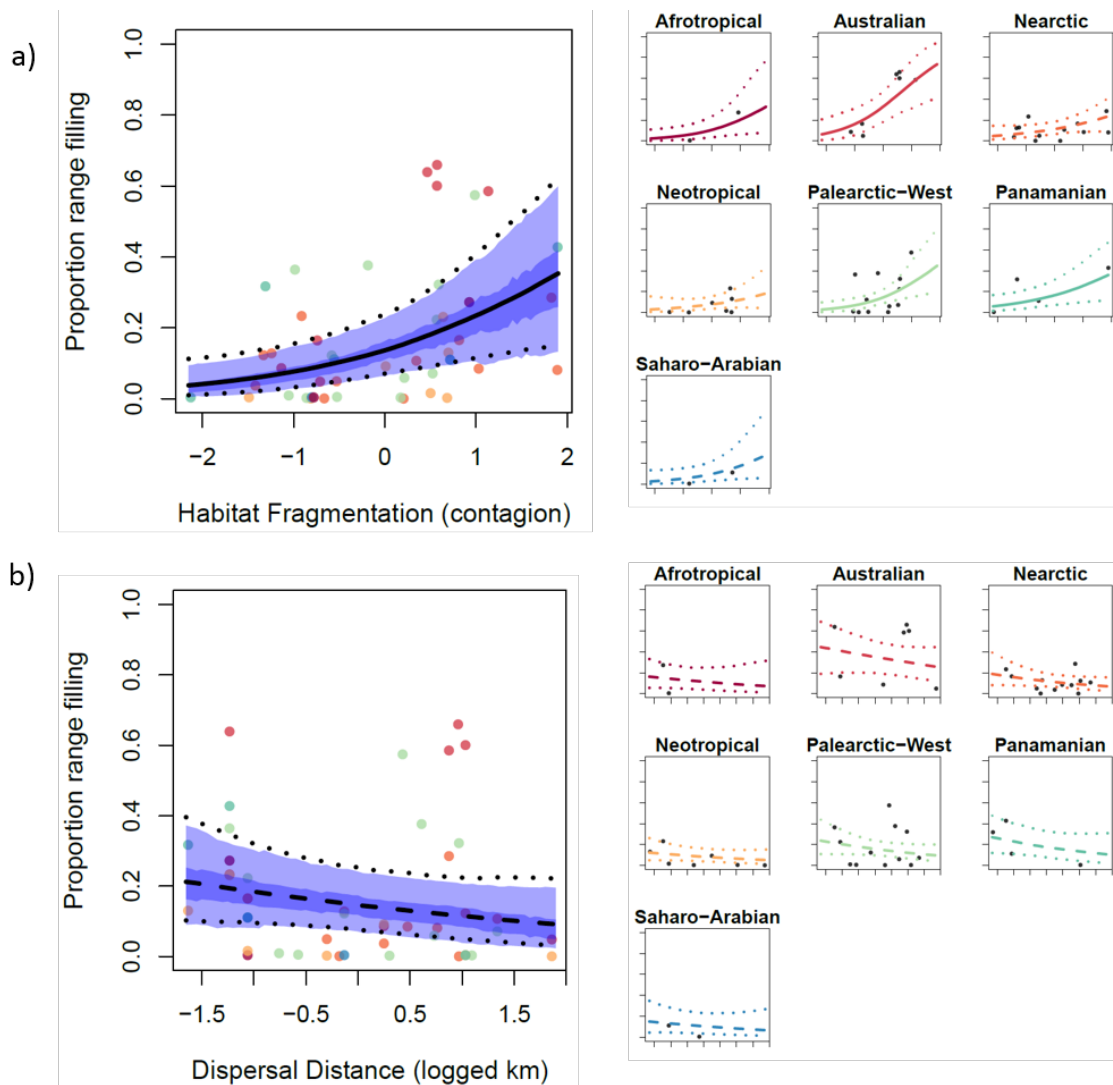 a)
Proportion range filling
1.0
0.8
0.6
0.4
0.2
0.0
−2 −1 0 1 2
Habitat Fragmentation (contagion)
Afrotropical Australian Nearctic
Neotropical Palearctic−West Panamanian
Saharo−Arabian
b)
Proportion range filling
1.0
0.8
0.6
0.4
0.2
0.0
−1.5 −0.5 0.5 1.5
Dispersal Distance (logged km)
Afrotropical Australian Nearctic
Neotropical Palearctic−West Panamanian
Saharo−Arabian